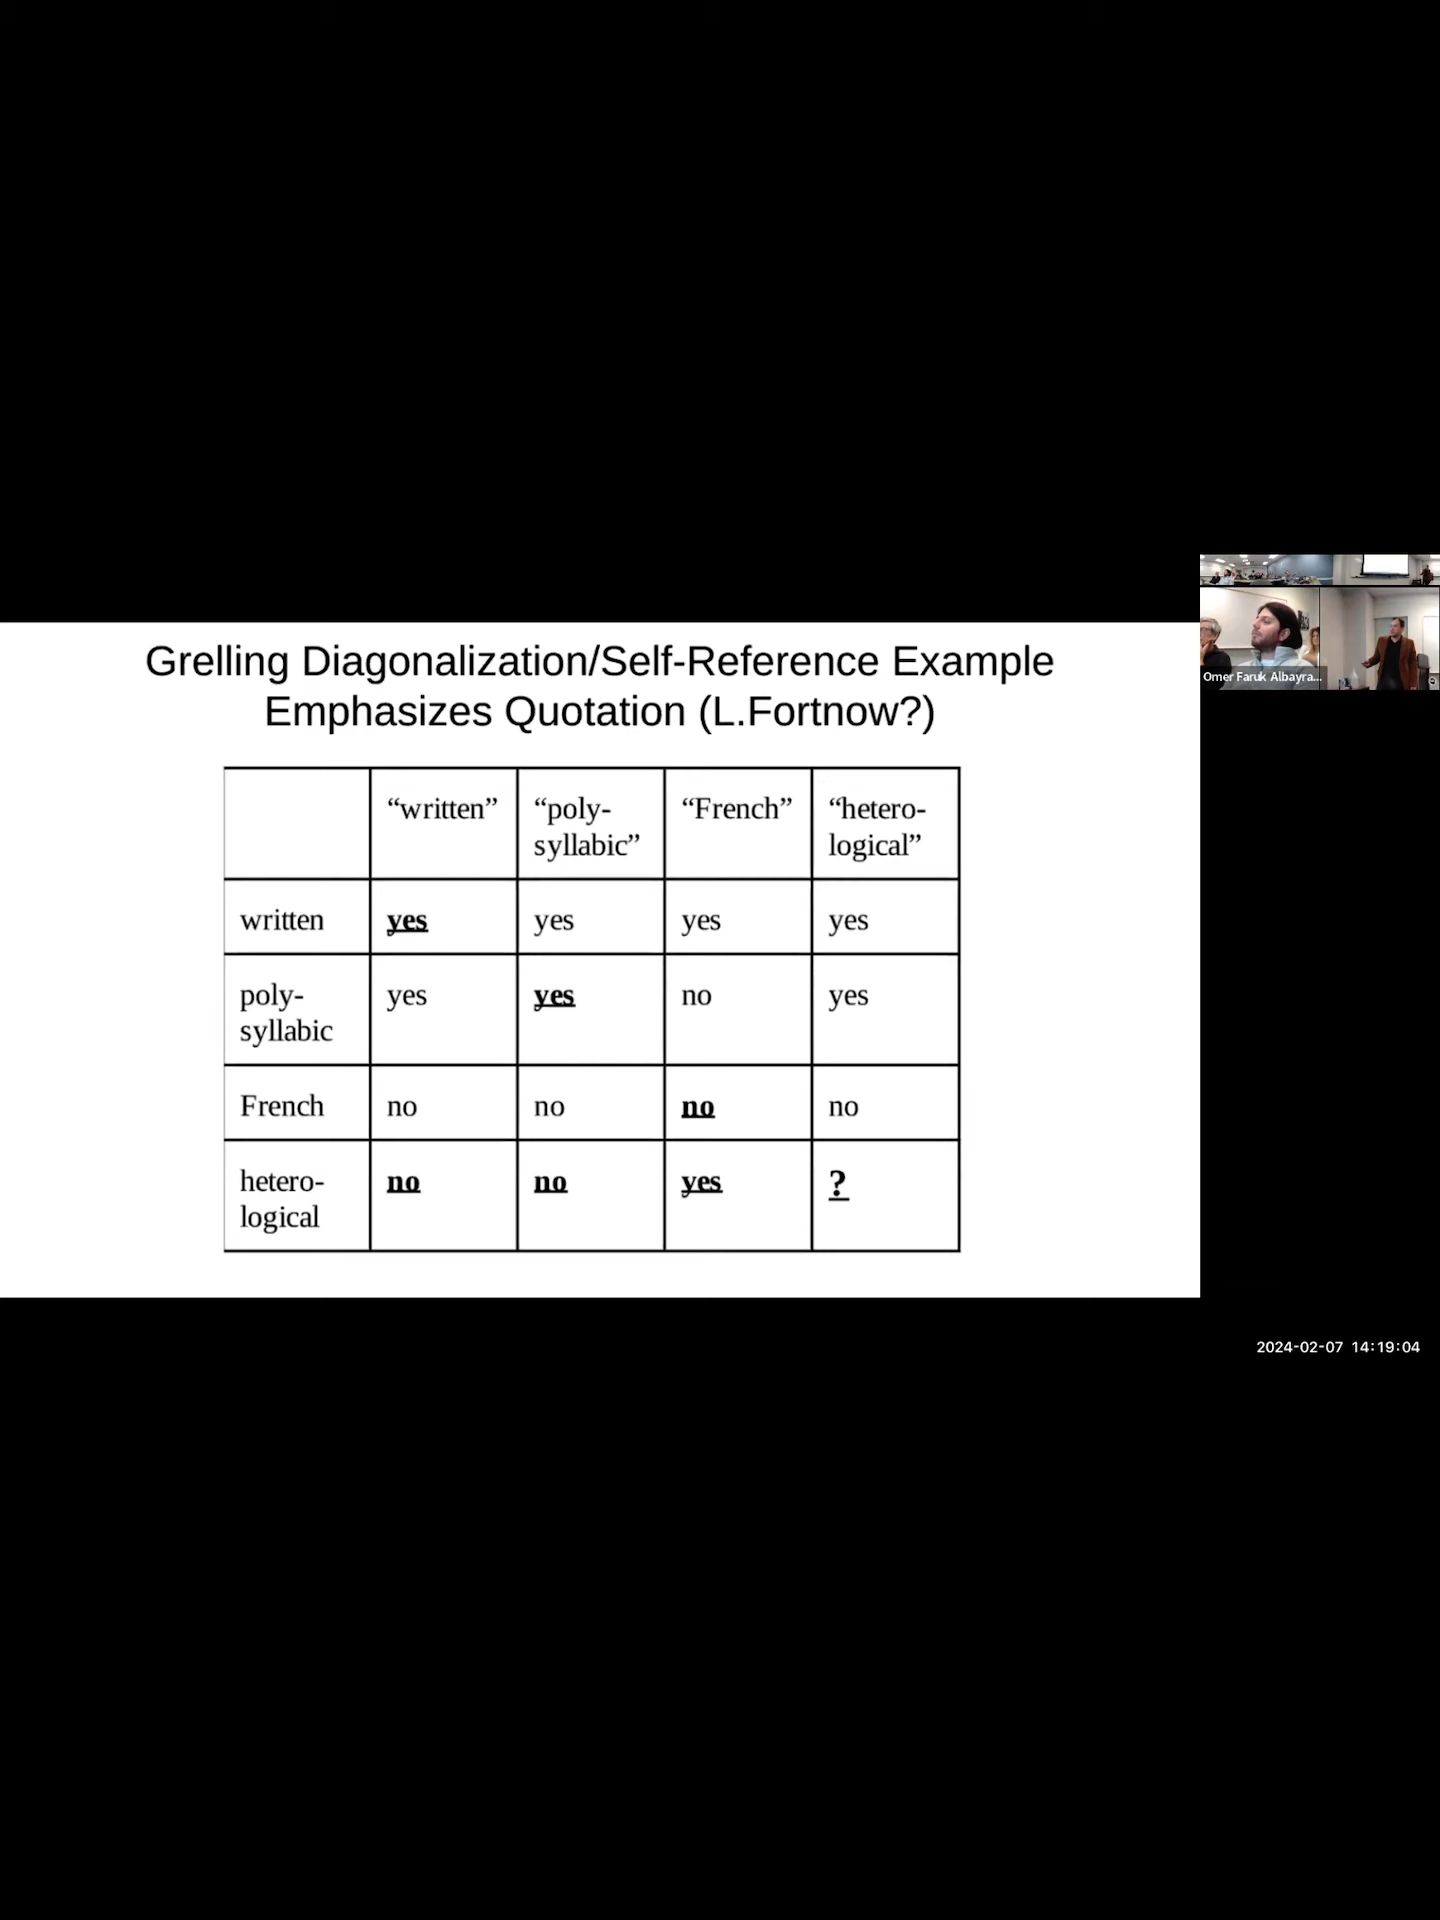 Grelling Diagonalization/Self-Reference Example
Emphasizes Quotation (L.Fortnow?)
“written” “poly- “French” “hetero-
syllabic” logical”
written yes yes yes yes
poly- yes yes no yes
syllabic
French no no no no
hetero- no no yes ?
logical
Omer Faruk Albayra...
2024-02-07 14:19:04